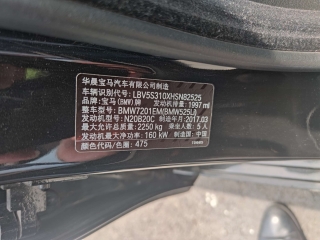 华晨宝马汽车有限公司制造
车辆识别代号: LBV5S310XHSN82525
品牌: 宝马 (BMW) 牌 发动机排量: 1997 ml
整车型号: BMW7201EM(BMW525Li)
最大允许总质量: 2250 kg 乘坐人数: 5 人
发动机型号: N20B20C 制造年月: 2017.03
发动机最大净功率: 160 kW 制造国: 中国
颜色代码/颜色: 475